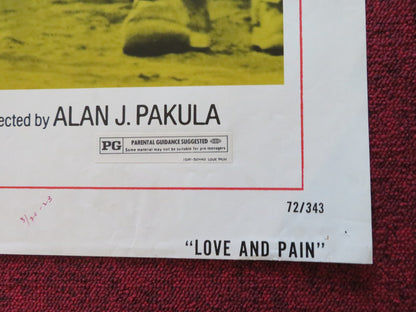 ected by ALAN J. PAKULA
PG PARENTAL GUIDANCE SUGGESTED
Some material may not be suitable for pre-teenagers
72/343
"LOVE AND PAIN"